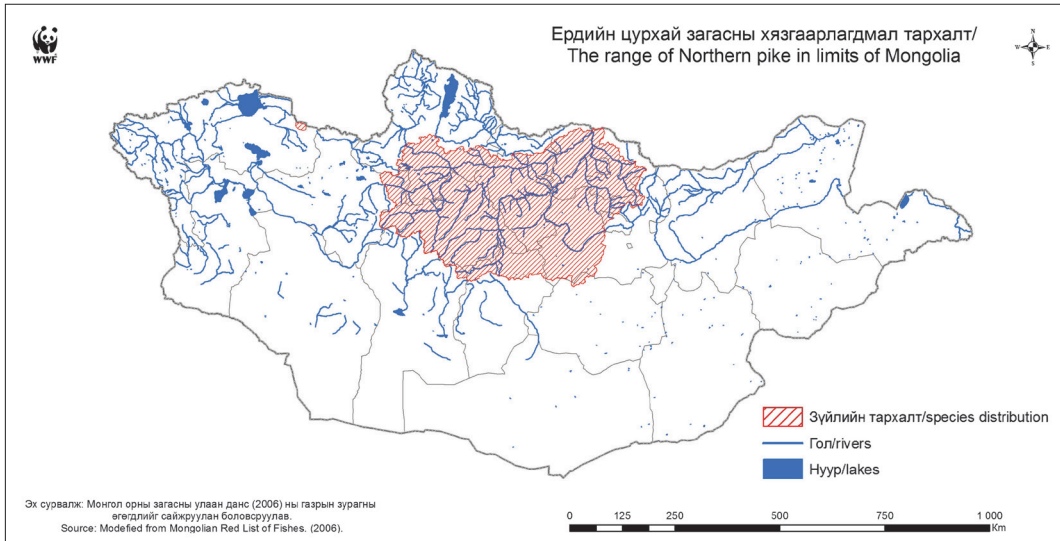 WWF
Ердийн цурхай загасны хязгаарлагдмал тархалт/
The range of Northern pike in limits of Mongolia
N
W E
S
Зүйлийн тархалт/species distribution
Гол/rivers
Нуур/lakes
Эх сурвалж: Монгол орны загасны улаан данс (2006) ны газрын зурагны
өгөгдлийг сайжруулан боловсруулав.
Source: Modefied from Mongolian Red List of Fishes. (2006).
0 125 250 500 750 1 000
Km